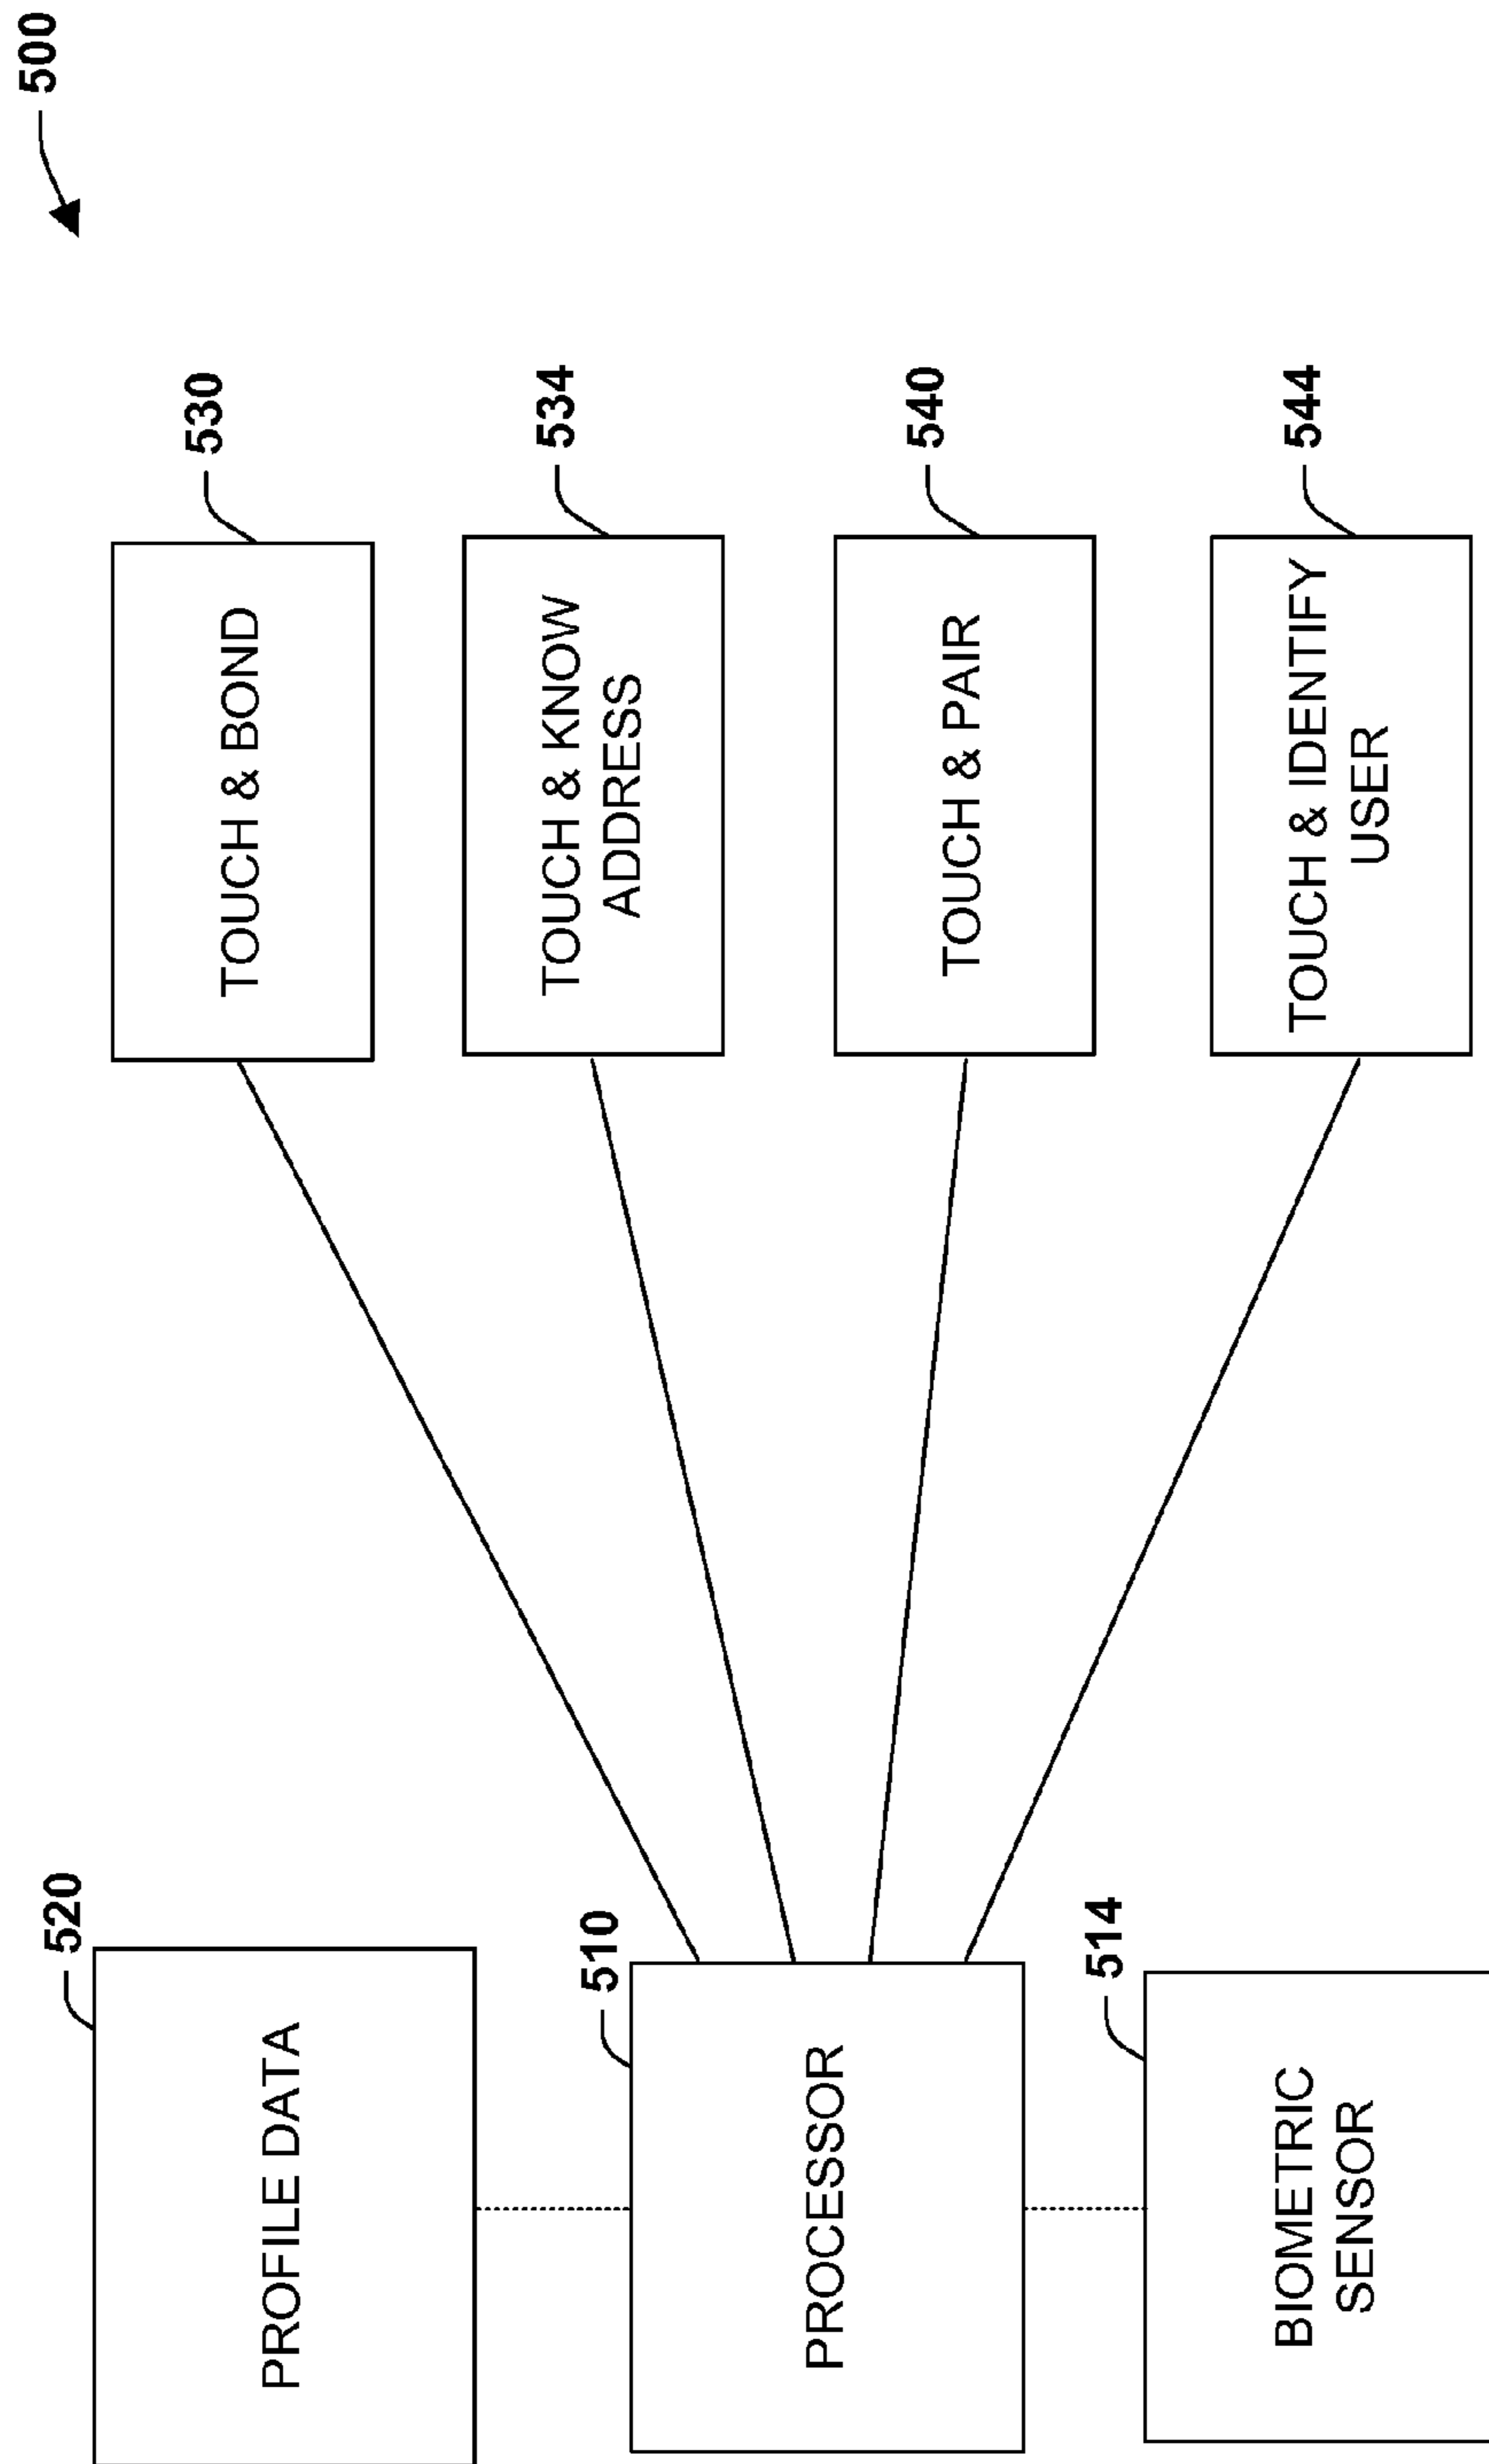 500
520
PROFILE DATA
510
PROCESSOR
514
BIOMETRIC
SENSOR
530
TOUCH & BOND
534
TOUCH & KNOW
ADDRESS
540
TOUCH & PAIR
544
TOUCH & IDENTIFY
USER